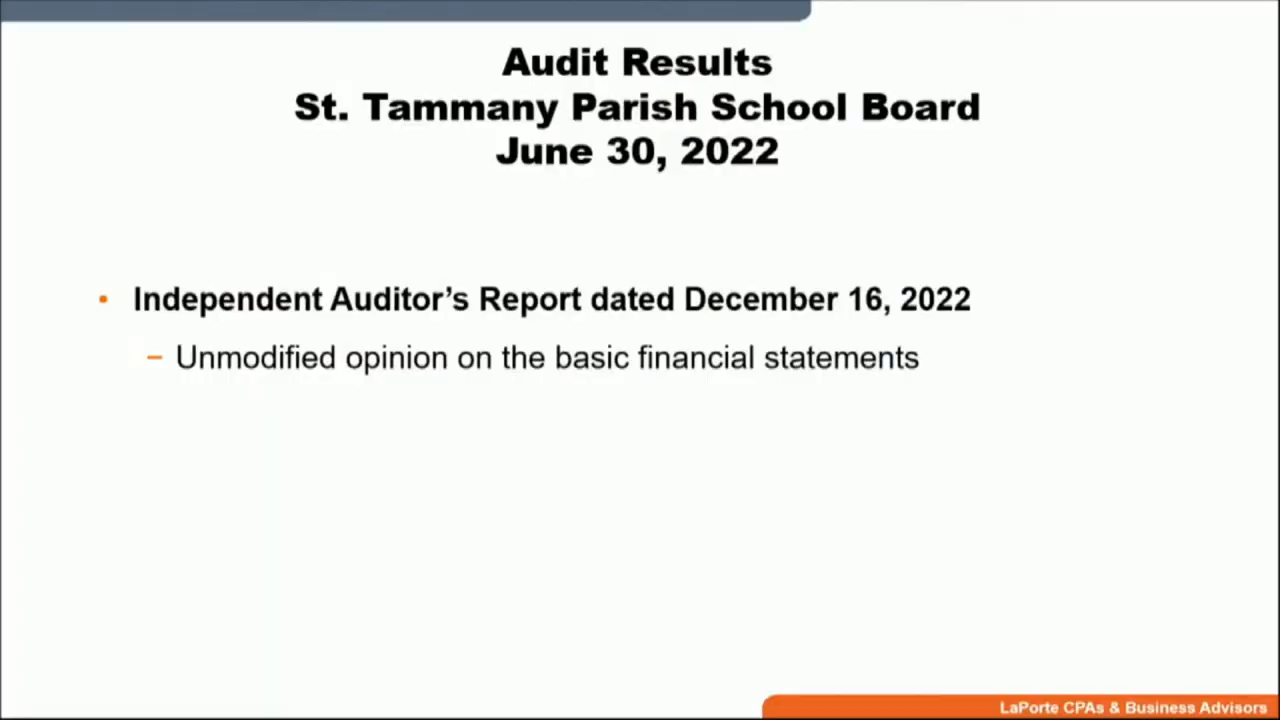 Audit Results
St. Tammany Parish School Board
June 30, 2022
• Independent Auditor’s Report dated December 16, 2022
– Unmodified opinion on the basic financial statements
LaPorte CPAs & Business Advisors